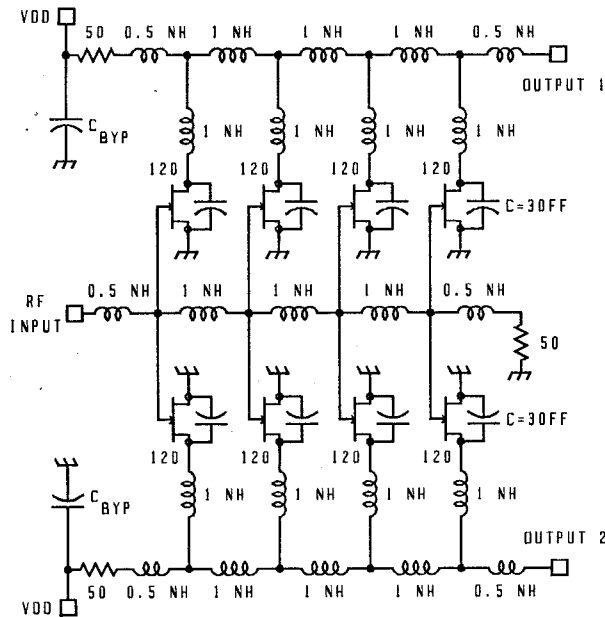 VDD
50 0.5 NH 1 NH 1 NH 1 NH 0.5 NH
OUTPUT 1
C BYP
1 NH 1 NH 1 NH 1 NH
120 120 120 120
C=30FF
RF INPUT
0.5 NH 1 NH 1 NH 1 NH 0.5 NH
50
C=30FF
120 120 120 120
C BYP
1 NH 1 NH 1 NH 1 NH
OUTPUT 2
VDD
50 0.5 NH 1 NH 1 NH 1 NH 0.5 NH